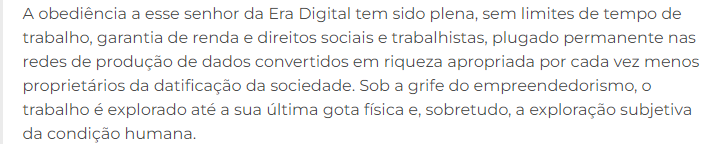 A obediência a esse senhor da Era Digital tem sido plena, sem limites de tempo de
trabalho, garantia de renda e direitos sociais e trabalhistas, plugado permanente nas
redes de produção de dados convertidos em riqueza apropriada por cada vez menos
proprietários da datificação da sociedade. Sob a grife do empreendedorismo, o
trabalho é explorado até a sua última gota física e, sobretudo, a exploração subjetiva
da condição humana.